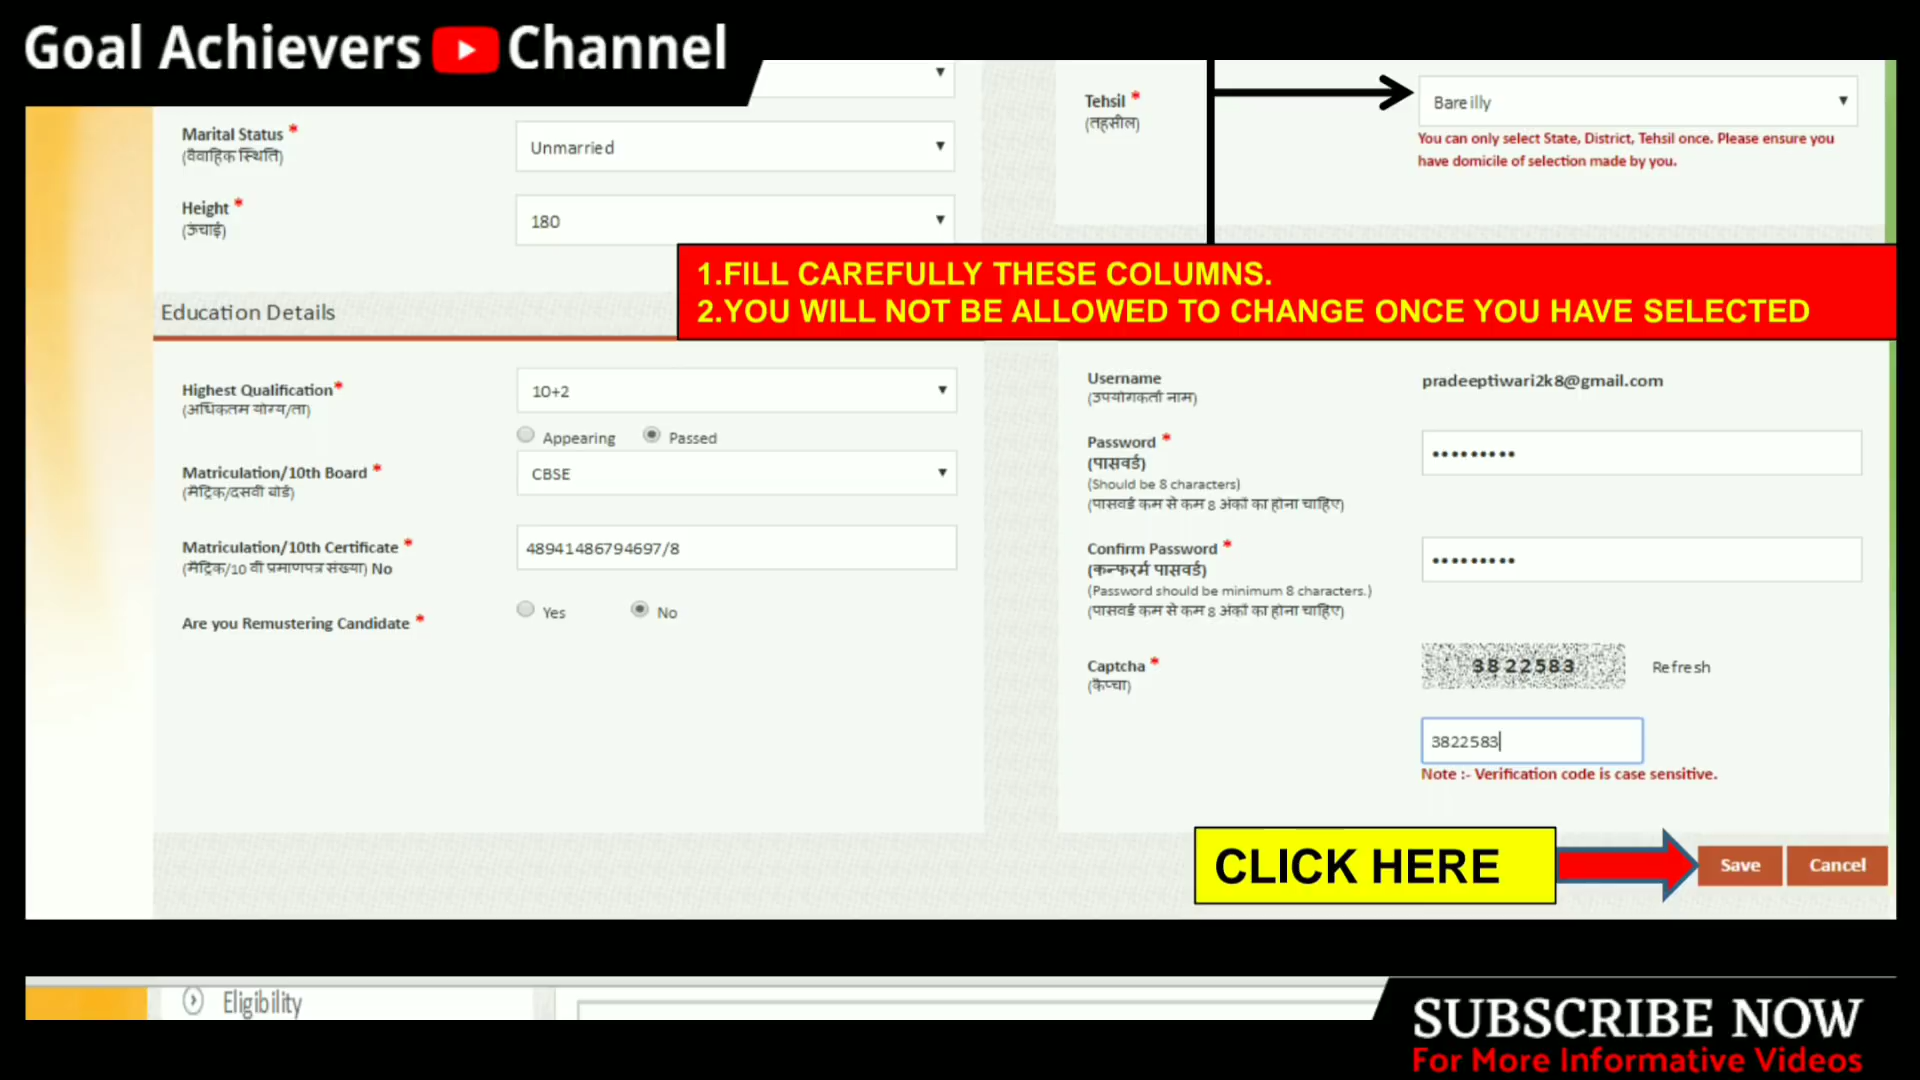 Goal Achievers Channel
Marital Status *
(वैवाहिक स्थिति)
Unmarried
Height *
(ऊंचाई)
180
Tehsil *
(तहसील)
Bareilly
You can only select State, District, Tehsil once. Please ensure you
have domicile of selection made by you.
1.FILL CAREFULLY THESE COLUMNS.
2.YOU WILL NOT BE ALLOWED TO CHANGE ONCE YOU HAVE SELECTED
Education Details
Highest Qualification*
(अधिकतम योग्य/ता)
10+2
Appearing Passed
Matriculation/10th Board *
(मैट्रिक/दसवी बोर्ड)
CBSE
Matriculation/10th Certificate *
(मैट्रिक/10 वी प्रमाणपत्र संख्या) No
48941486794697/8
Are you Remustering Candidate *
Yes No
Username
(उपयोगकर्ता नाम)
pradeeptiwari2k8@gmail.com
Password *
(पासवर्ड)
(Should be 8 characters)
(पासवर्ड कम से कम 8 अंकों का होना चाहिए)
•••••••••
Confirm Password *
(कन्फर्म पासवर्ड)
(Password should be minimum 8 characters.)
(पासवर्ड कम से कम 8 अंकों का होना चाहिए)
•••••••••
Captcha *
(कैप्चा)
3822583
Refresh
3822583
Note :- Verification code is case sensitive.
CLICK HERE
Save Cancel
Eligibility
SUBSCRIBE NOW
For More Informative Videos